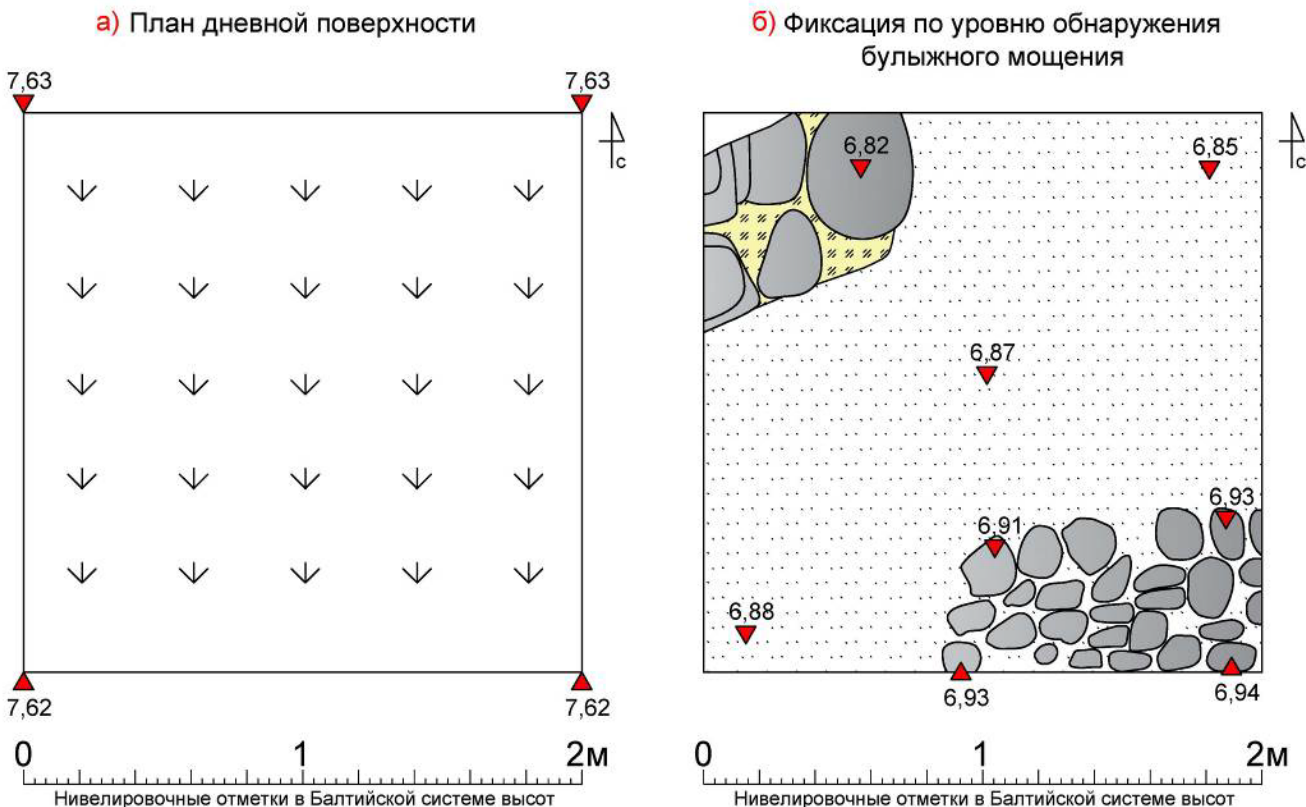 а) План дневной поверхности
7,63
7,63
с
7,62
7,62
0 1 2м
Нивелировочные отметки в Балтийской системе высот
б) Фиксация по уровню обнаружения
булыжного мощения
с
6,82
6,85
6,87
6,93
6,91
6,88
6,93
6,94
0 1 2м
Нивелировочные отметки в Балтийской системе высот